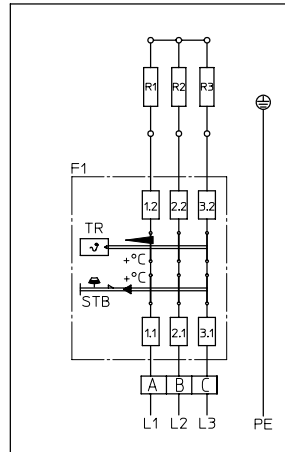 R1 R2 R3
F1
1.2 2.2 3.2
TR
ϑ
+°C
+°C
STB
1.1 2.1 3.1
A B C
L1 L2 L3 PE